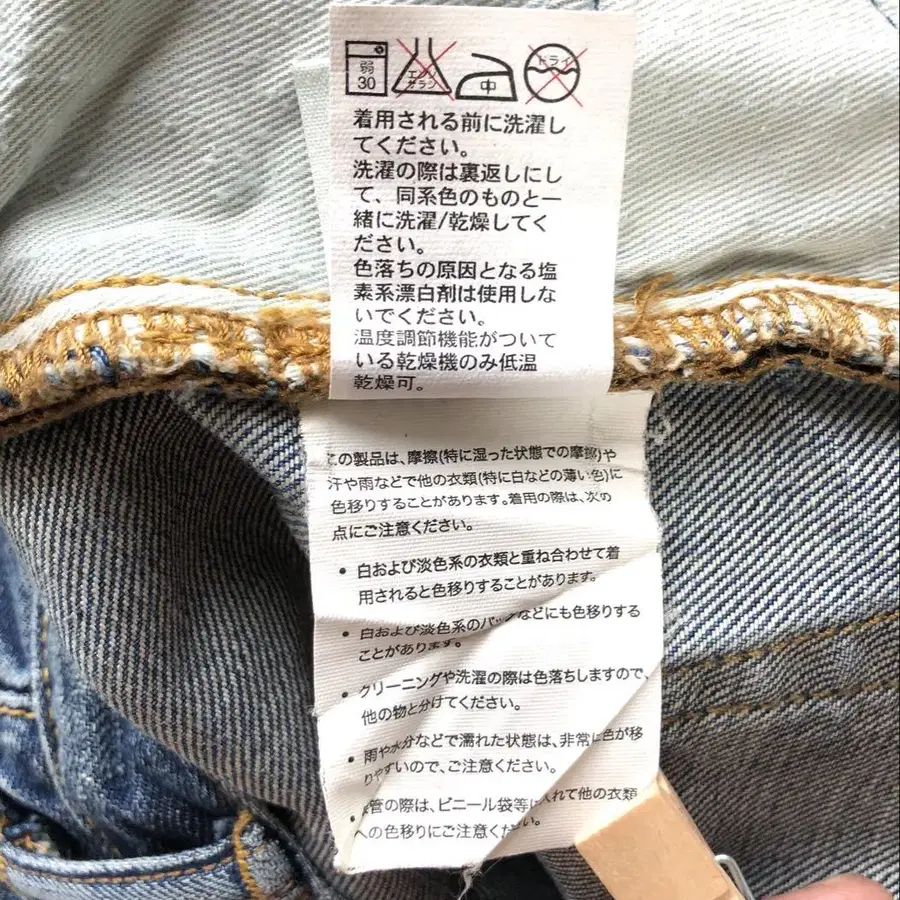 弱
30
エンソ
サラシ
中
ドライ
着用される前に洗濯し
てください。
洗濯の際は裏返しにし
て、同系色のものと一
緒に洗濯/乾燥してく
ださい。
色落ちの原因となる塩
素系漂白剤は使用しな
いでください。
温度調節機能がついて
いる乾燥機のみ低温
乾燥可。
この製品は、摩擦(特に湿った状態での摩擦)や
汗や雨などで他の衣類(特に白などの薄い色)に
色移りすることがあります。着用の際は、次の
点にご注意ください。
• 白および淡色系の衣類と重ね合わせて着
用されると色移りすることがあります。
• 白および淡色系のバッグなどにも色移りする
ことがあります。
• クリーニングや洗濯の際は色落ちしますので、
他の物と分けてください。
• 雨や水分などで濡れた状態は、非常に色が移
りやすいので、ご注意ください。
• 管の際は、ビニール袋等に入れて他の衣類
への色移りにご注意ください。